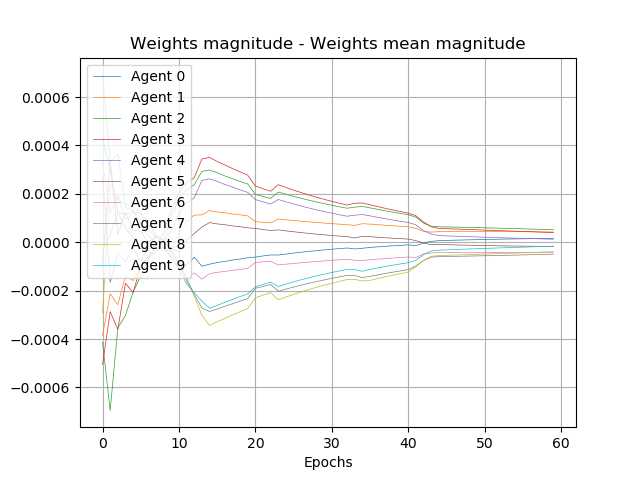 Weights magnitude - Weights mean magnitude
0.0006
0.0004
0.0002
0.0000
−0.0002
−0.0004
−0.0006
Agent 0
Agent 1
Agent 2
Agent 3
Agent 4
Agent 5
Agent 6
Agent 7
Agent 8
Agent 9
0 10 20 30 40 50 60
Epochs